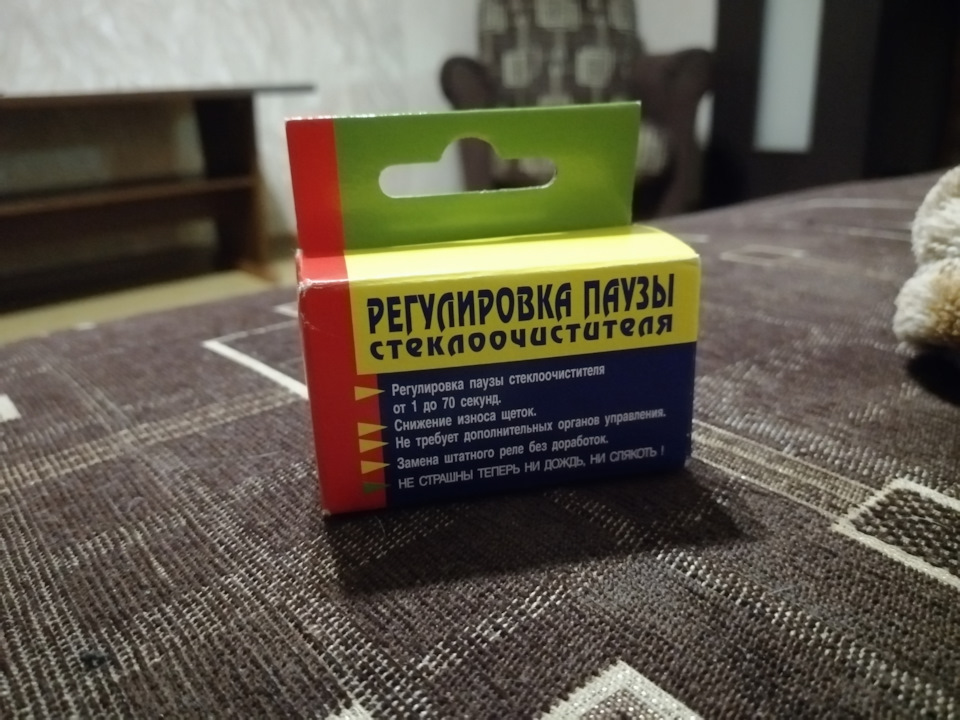 РЕГУЛИРОВКА ПАУЗЫ
стеклоочистителя
Регулировка паузы стеклоочистителя
от 1 до 70 секунд.
Снижение износа щеток.
Не требует дополнительных органов управления.
Замена штатного реле без доработок.
НЕ СТРАШНЫ ТЕПЕРЬ НИ ДОЖДЬ, НИ СЛЯКОТЬ !